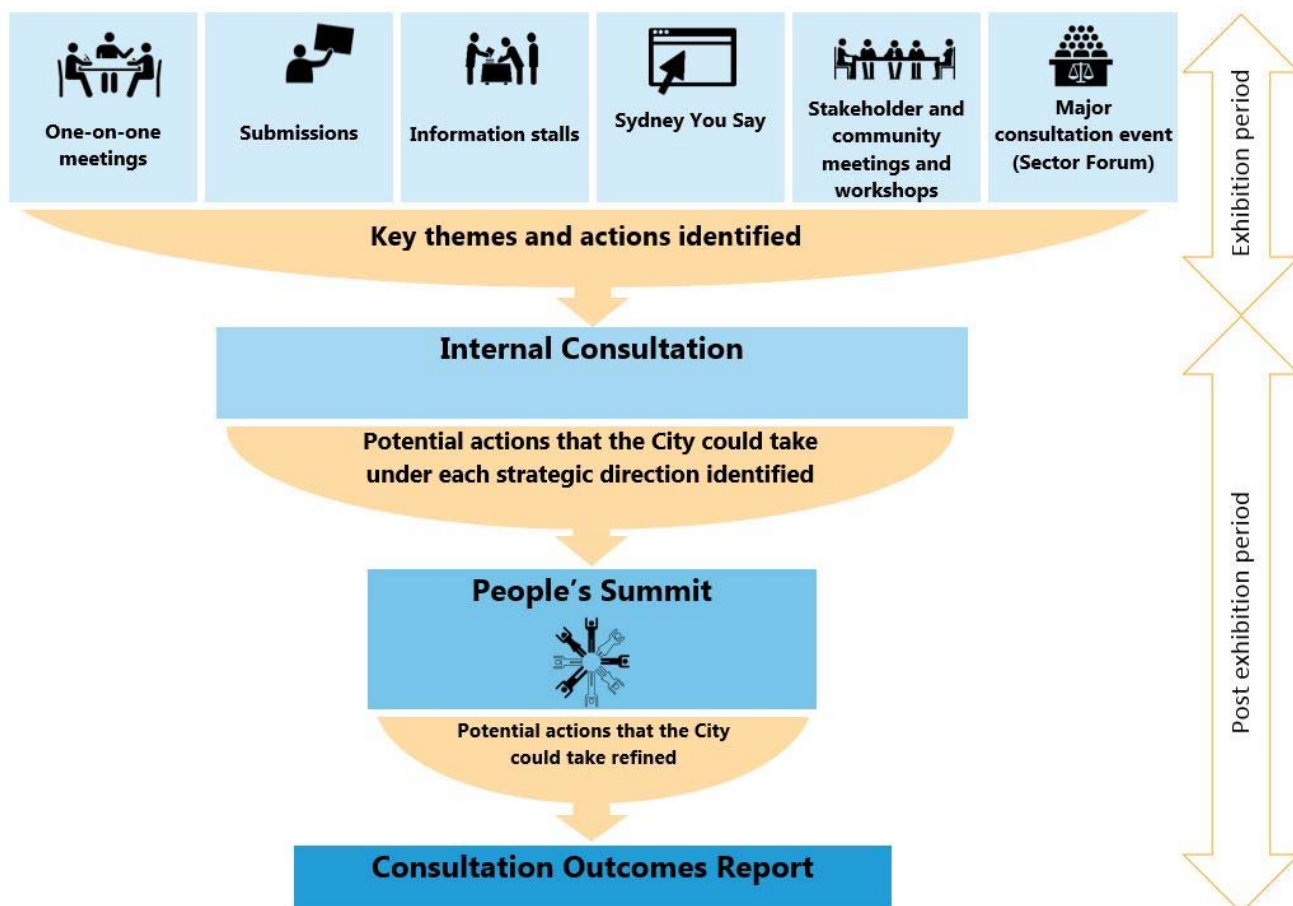 One-on-one
meetings
Submissions
Information stalls
Sydney You Say
Stakeholder and
community
meetings and
workshops
Major
consultation event
(Sector Forum)
Exhibition period
Key themes and actions identified
Internal Consultation
Potential actions that the City could take
under each strategic direction identified
People’s Summit
Potential actions that the City
could take refined
Consultation Outcomes Report
Post exhibition period